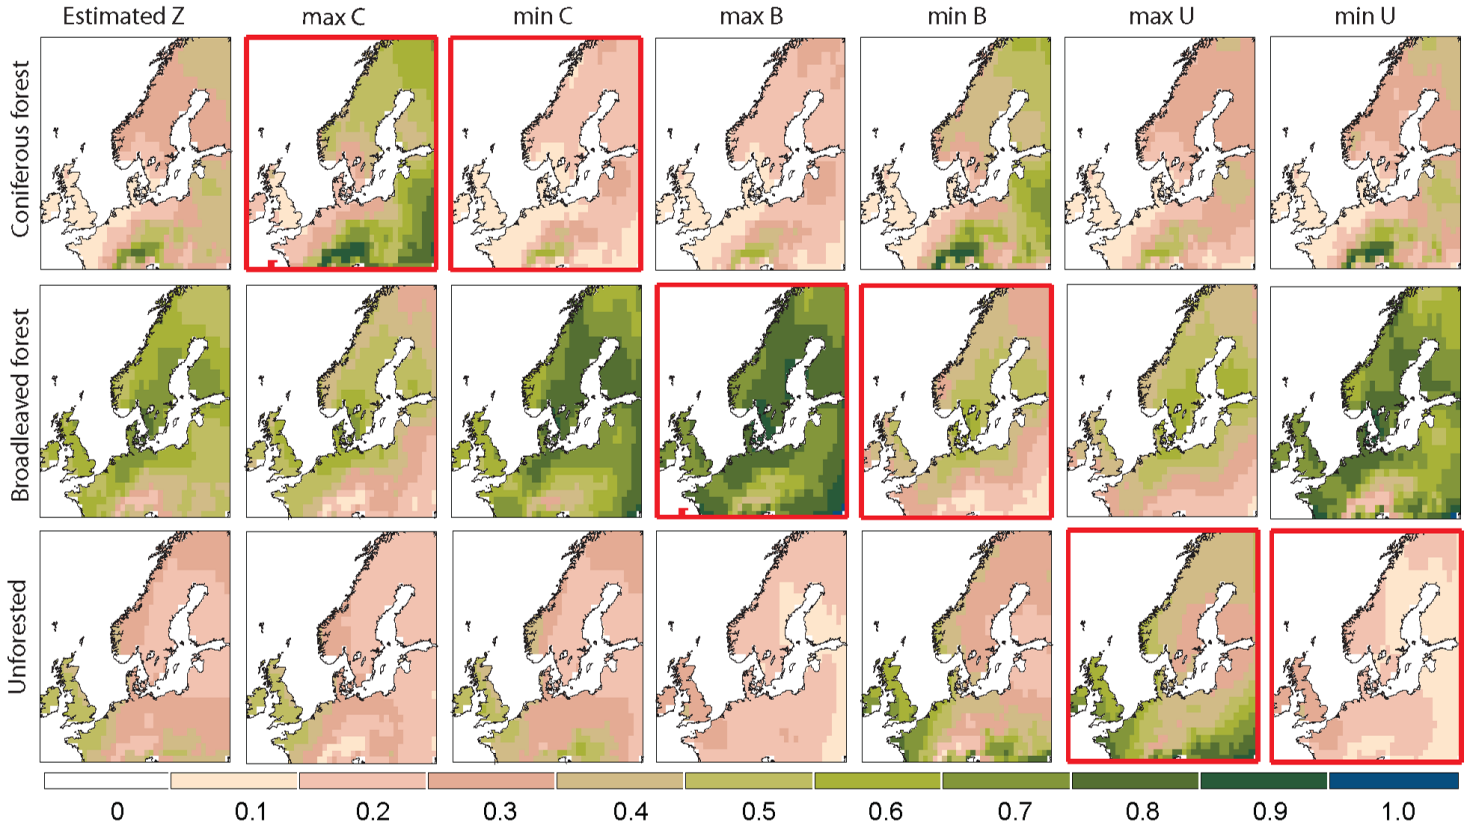 Estimated Z max C min C max B min B max U min U
Coniferous forest
Broadleaved forest
Unforested
0 0.1 0.2 0.3 0.4 0.5 0.6 0.7 0.8 0.9 1.0